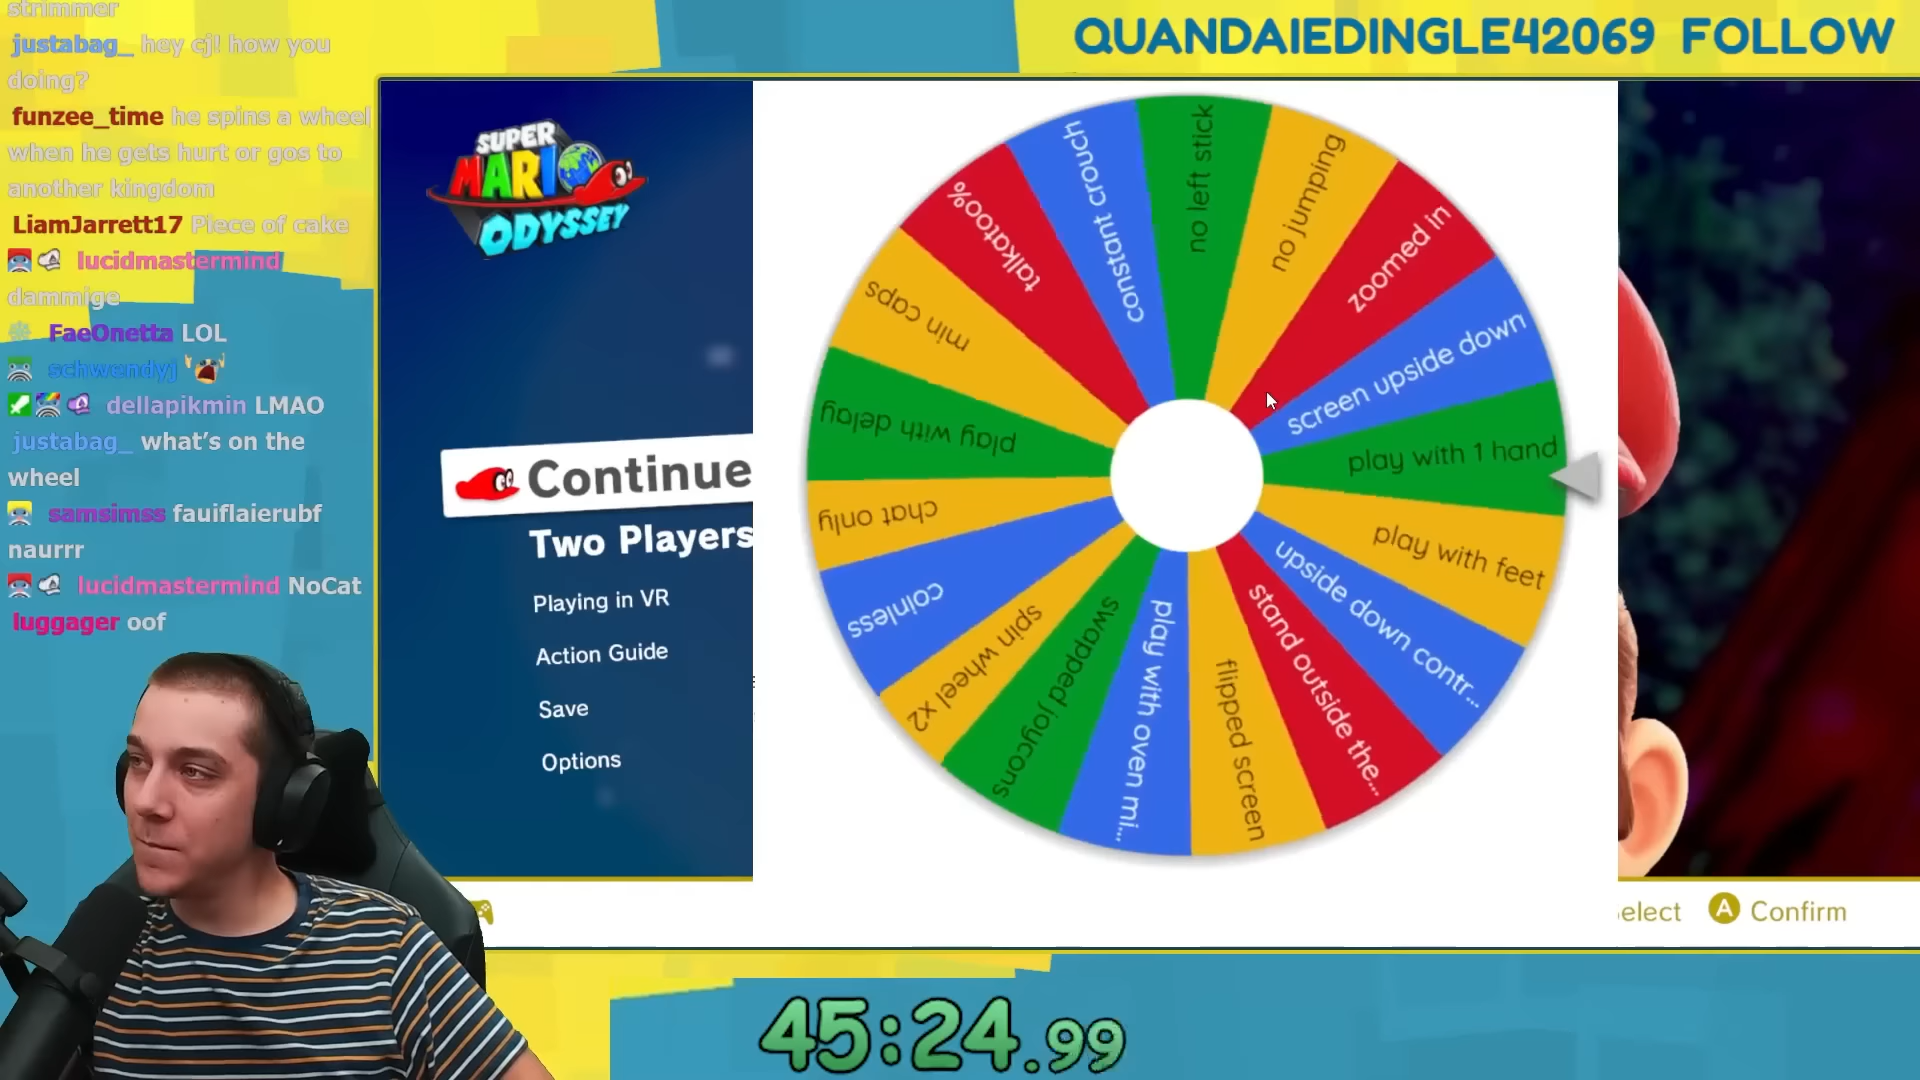 strimmer
justabag_ hey cj! how you
doing?
funzee_time he spins a wheel
when he gets hurt or gos to
another kingdom
LiamJarrett17 Piece of cake
lucidmastermind
dammige
FaeOnetta LOL
schwendyj
dellapikmin LMAO
justabag_ what's on the
wheel
samsimss fauiflaierubf
naurrr
lucidmastermind NoCat
luggager oof
QUANDAIEDINGLE42069 FOLLOW
SUPER
MARIO
ODYSSEY
Continue
Two Players
Playing in VR
Action Guide
Save
Options
no left stick
no jumping
zoomed in
screen upside down
play with 1 hand
play with feet
upside down contr...
stand outside the...
flipped screen
play with oven mi...
swapped joycons
spin wheel x2
coinless
chat only
play with delay
min caps
talkatoo%
constant crouch
elect
A Confirm
45:24.99